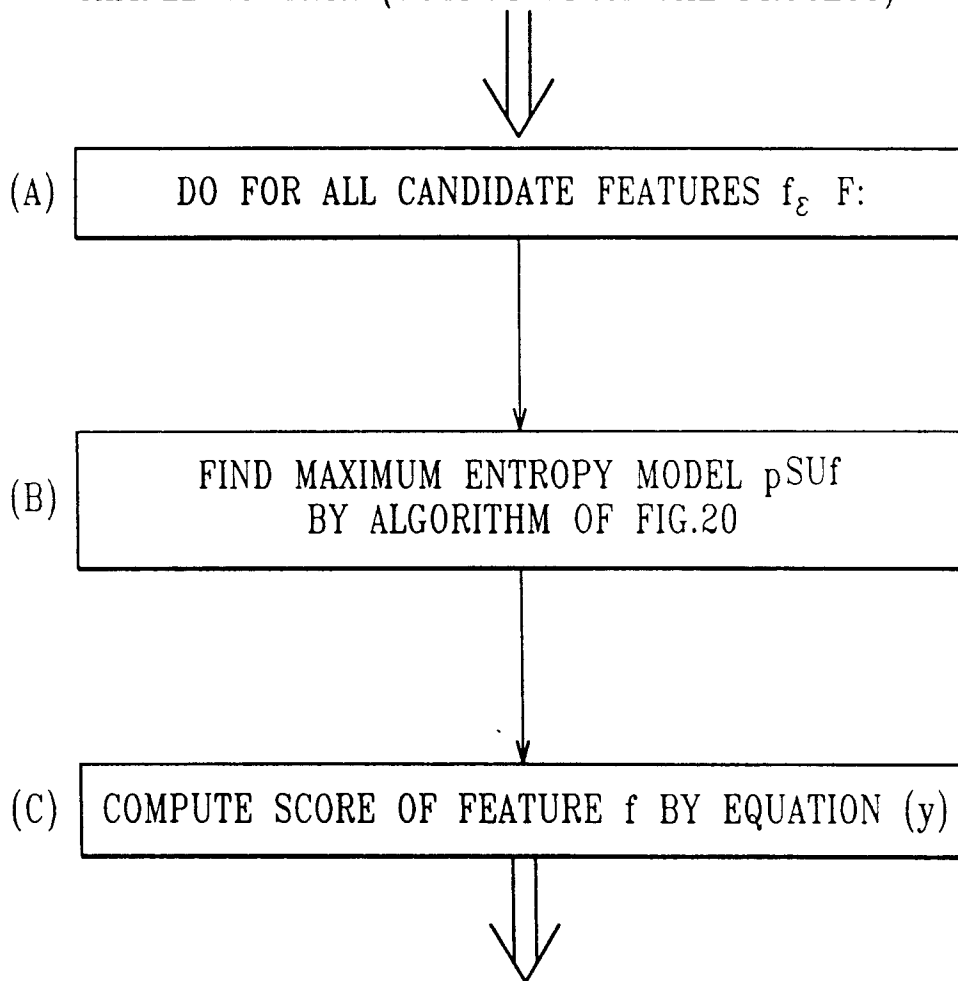 (A) DO FOR ALL CANDIDATE FEATURES fε F:
(B) FIND MAXIMUM ENTROPY MODEL pSUf
BY ALGORITHM OF FIG.20
(C) COMPUTE SCORE OF FEATURE f BY EQUATION (y)